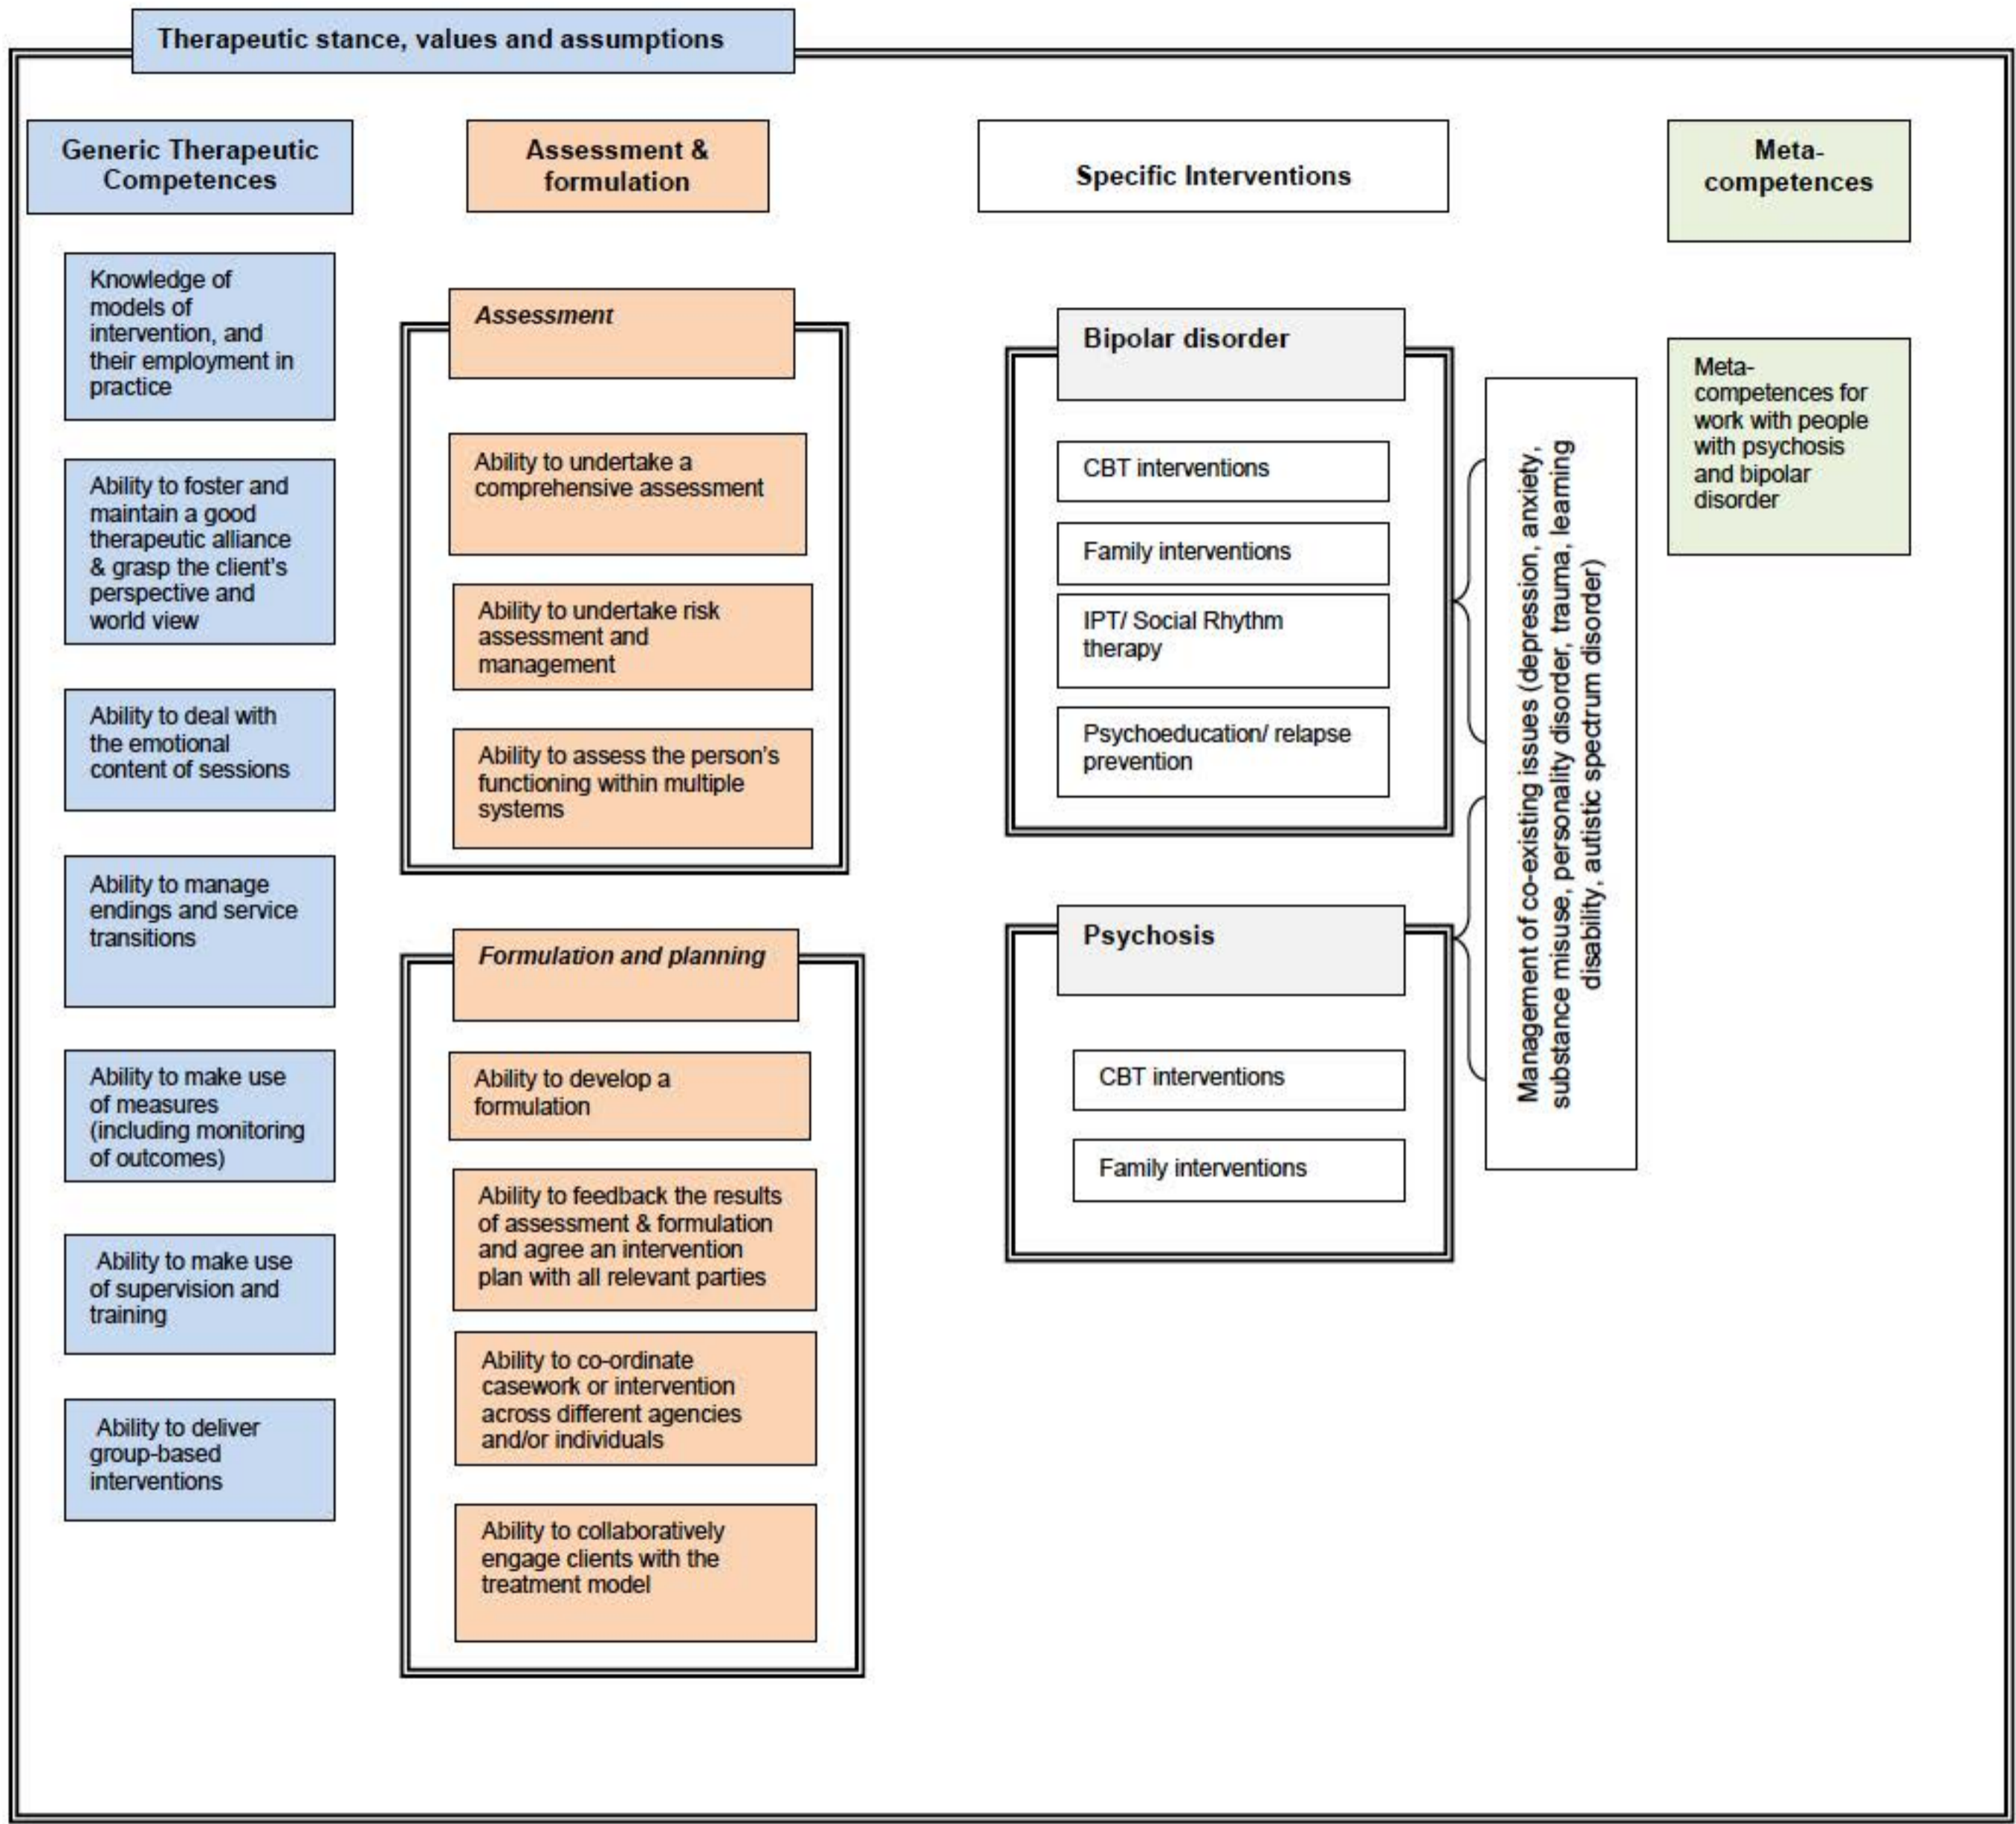 Therapeutic stance, values and assumptions
Generic Therapeutic
Competences
Knowledge of
models of
intervention, and
their employment in
practice
Ability to foster and
maintain a good
therapeutic alliance
& grasp the client's
perspective and
world view
Ability to deal with
the emotional
content of sessions
Ability to manage
endings and service
transitions
Ability to make use
of measures
(including monitoring
of outcomes)
Ability to make use
of supervision and
training
Ability to deliver
group-based
interventions
Assessment &
formulation
Assessment
Ability to undertake a
comprehensive assessment
Ability to undertake risk
assessment and
management
Ability to assess the person's
functioning within multiple
systems
Formulation and planning
Ability to develop a
formulation
Ability to feedback the results
of assessment & formulation
and agree an intervention
plan with all relevant parties
Ability to co-ordinate
casework or intervention
across different agencies
and/or individuals
Ability to collaboratively
engage clients with the
treatment model
Specific Interventions
Bipolar disorder
CBT interventions
Family interventions
IPT/ Social Rhythm
therapy
Psychoeducation/ relapse
prevention
Psychosis
CBT interventions
Family interventions
Management of co-existing issues (depression, anxiety,
substance misuse, personality disorder, trauma, learning
disability, autistic spectrum disorder)
Meta-
competences
Meta-
competences for
work with people
with psychosis
and bipolar
disorder